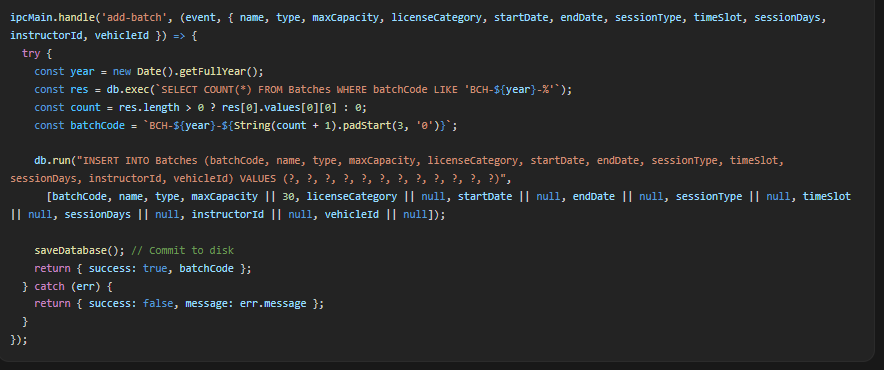 ipcMain.handle('add-batch', (event, { name, type, maxCapacity, licenseCategory, startDate, endDate, sessionType, timeSlot, sessionDays,
instructorId, vehicleId }) => {
  try {
    const year = new Date().getFullYear();
    const res = db.exec(`SELECT COUNT(*) FROM Batches WHERE batchCode LIKE 'BCH-${year}-%'`);
    const count = res.length > 0 ? res[0].values[0][0] : 0;
    const batchCode = `BCH-${year}-${String(count + 1).padStart(3, '0')}`;

    db.run("INSERT INTO Batches (batchCode, name, type, maxCapacity, licenseCategory, startDate, endDate, sessionType, timeSlot,
sessionDays, instructorId, vehicleId) VALUES (?, ?, ?, ?, ?, ?, ?, ?, ?, ?, ?, ?)",
      [batchCode, name, type, maxCapacity || 30, licenseCategory || null, startDate || null, endDate || null, sessionType || null, timeSlot
|| null, sessionDays || null, instructorId || null, vehicleId || null]);

    saveDatabase(); // Commit to disk
    return { success: true, batchCode };
  } catch (err) {
    return { success: false, message: err.message };
  }
});